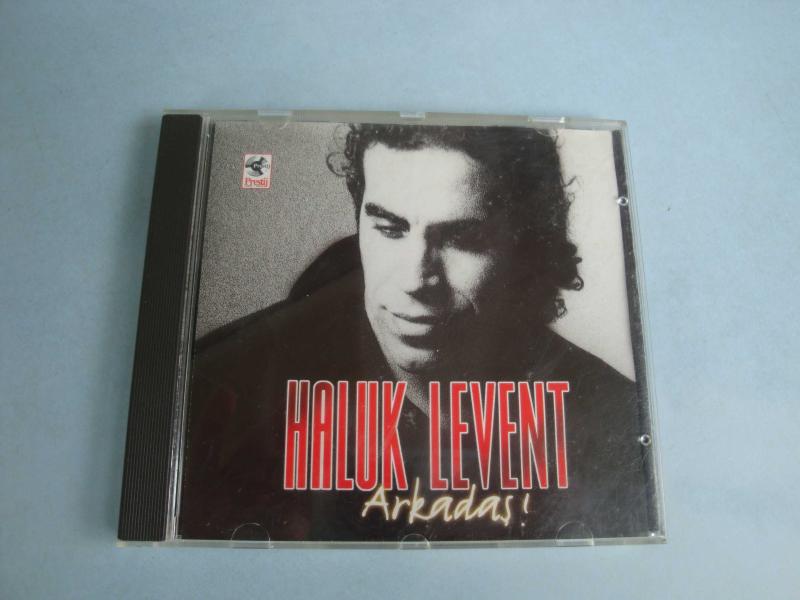 Prestij
HALUK LEVENT
Arkadaş!